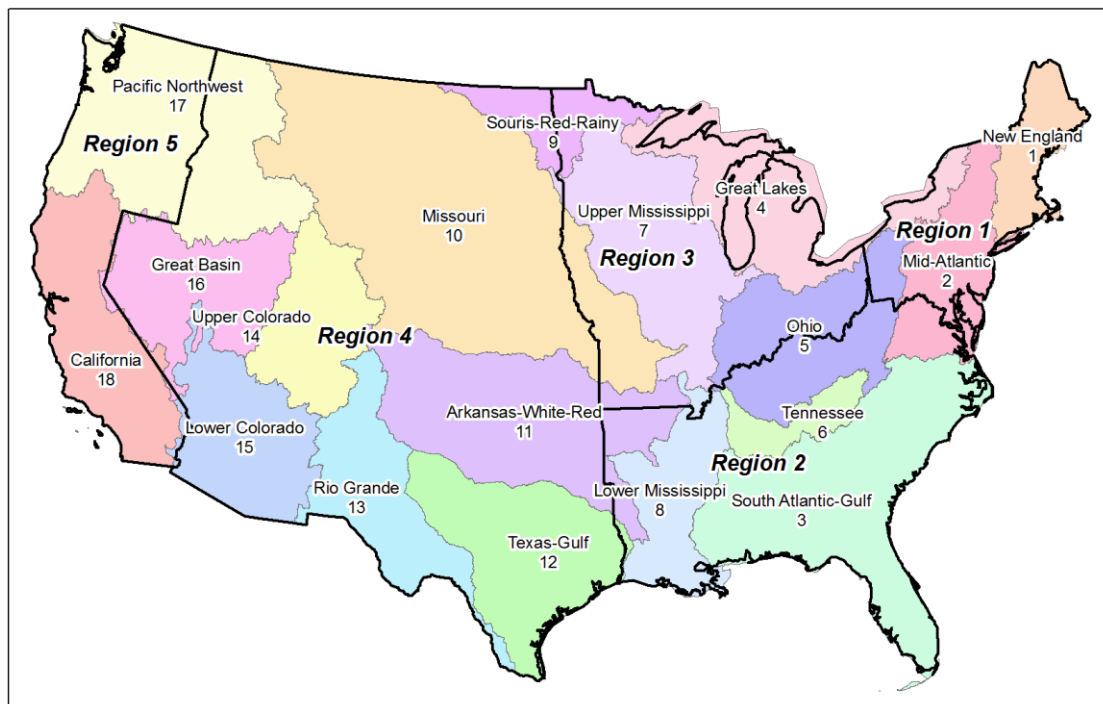 Pacific Northwest
17
Region 5
Souris-Red-Rainy
9
New England
1
Great Lakes
4
Missouri
10
Upper Mississippi
7
Region 3
Region 1
Mid-Atlantic
2
Great Basin
16
Upper Colorado
14
Region 4
Ohio
5
California
18
Lower Colorado
15
Arkansas-White-Red
11
Tennessee
6
Region 2
Rio Grande
13
Lower Mississippi
8
South Atlantic-Gulf
3
Texas-Gulf
12